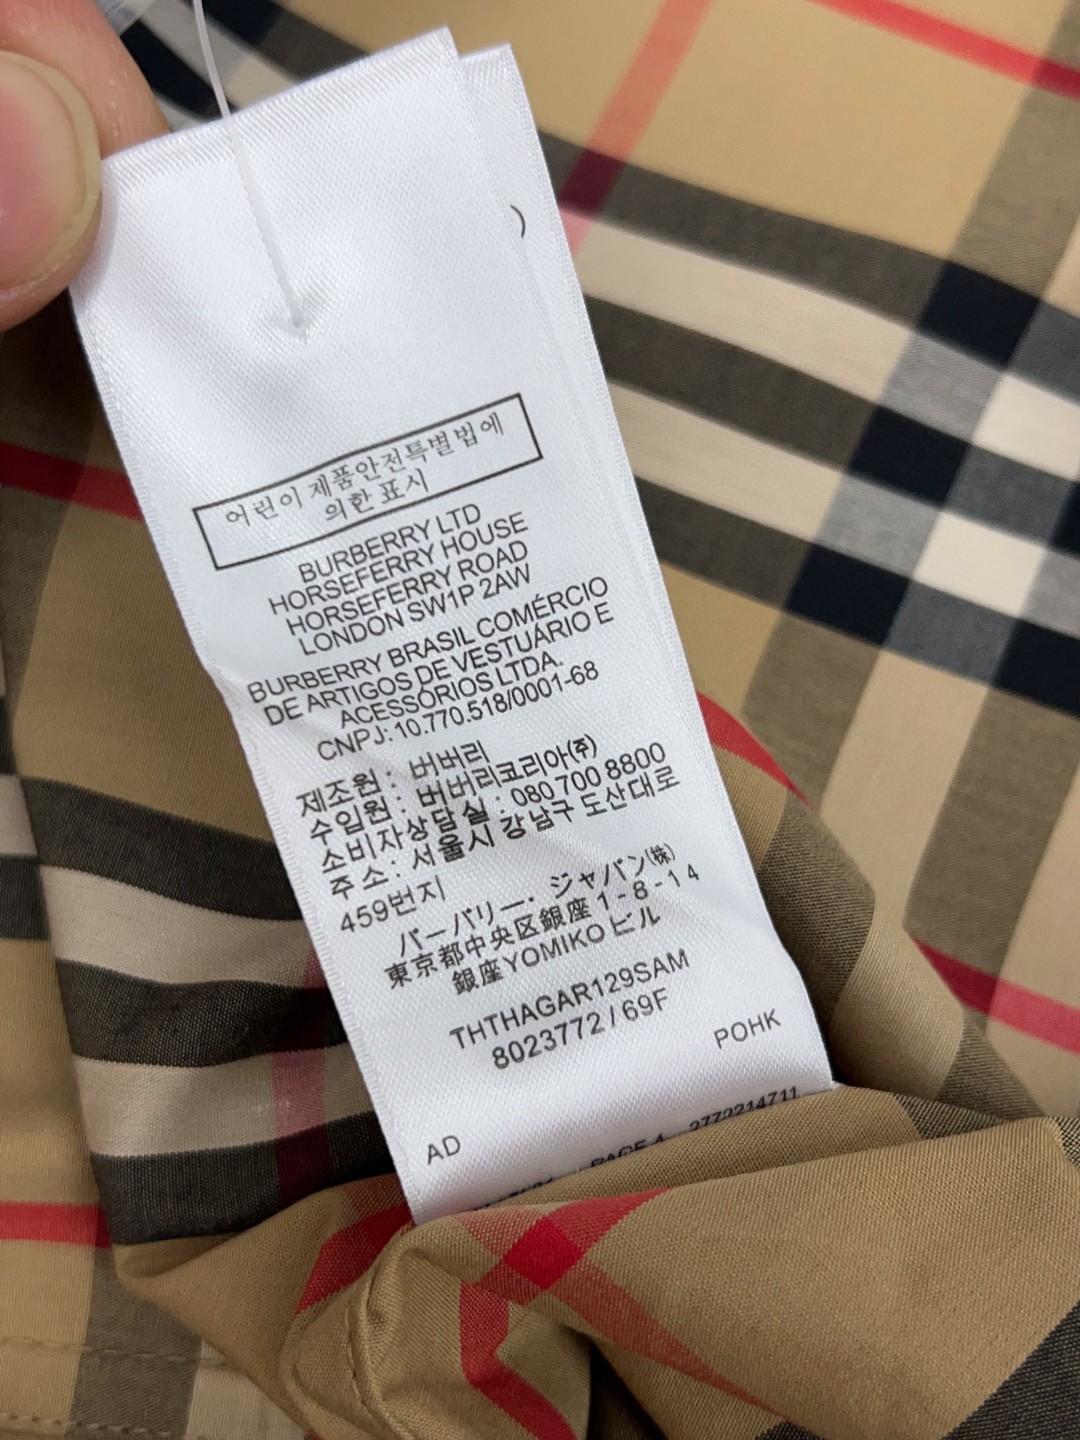 )
어린이 제품안전특별법에
의한 표시
BURBERRY LTD
HORSEFERRY HOUSE
HORSEFERRY ROAD
LONDON SW1P 2AW
BURBERRY BRASIL COMÉRCIO
DE ARTIGOS DE VESTUÁRIO E
ACESSÓRIOS LTDA.
CNPJ: 10.770.518/0001-68
제조원 : 버버리
수입원 : 버버리코리아(주)
소비자상담실 : 080 700 8800
주소 : 서울시 강남구 도산대로
459번지
バーバリー・ジャパン(株)
東京都中央区銀座1-8-14
銀座YOMIKO ビル
THTHAGAR129SAM
8023772 / 69F
POHK
AD
PAGE 4 2772214711